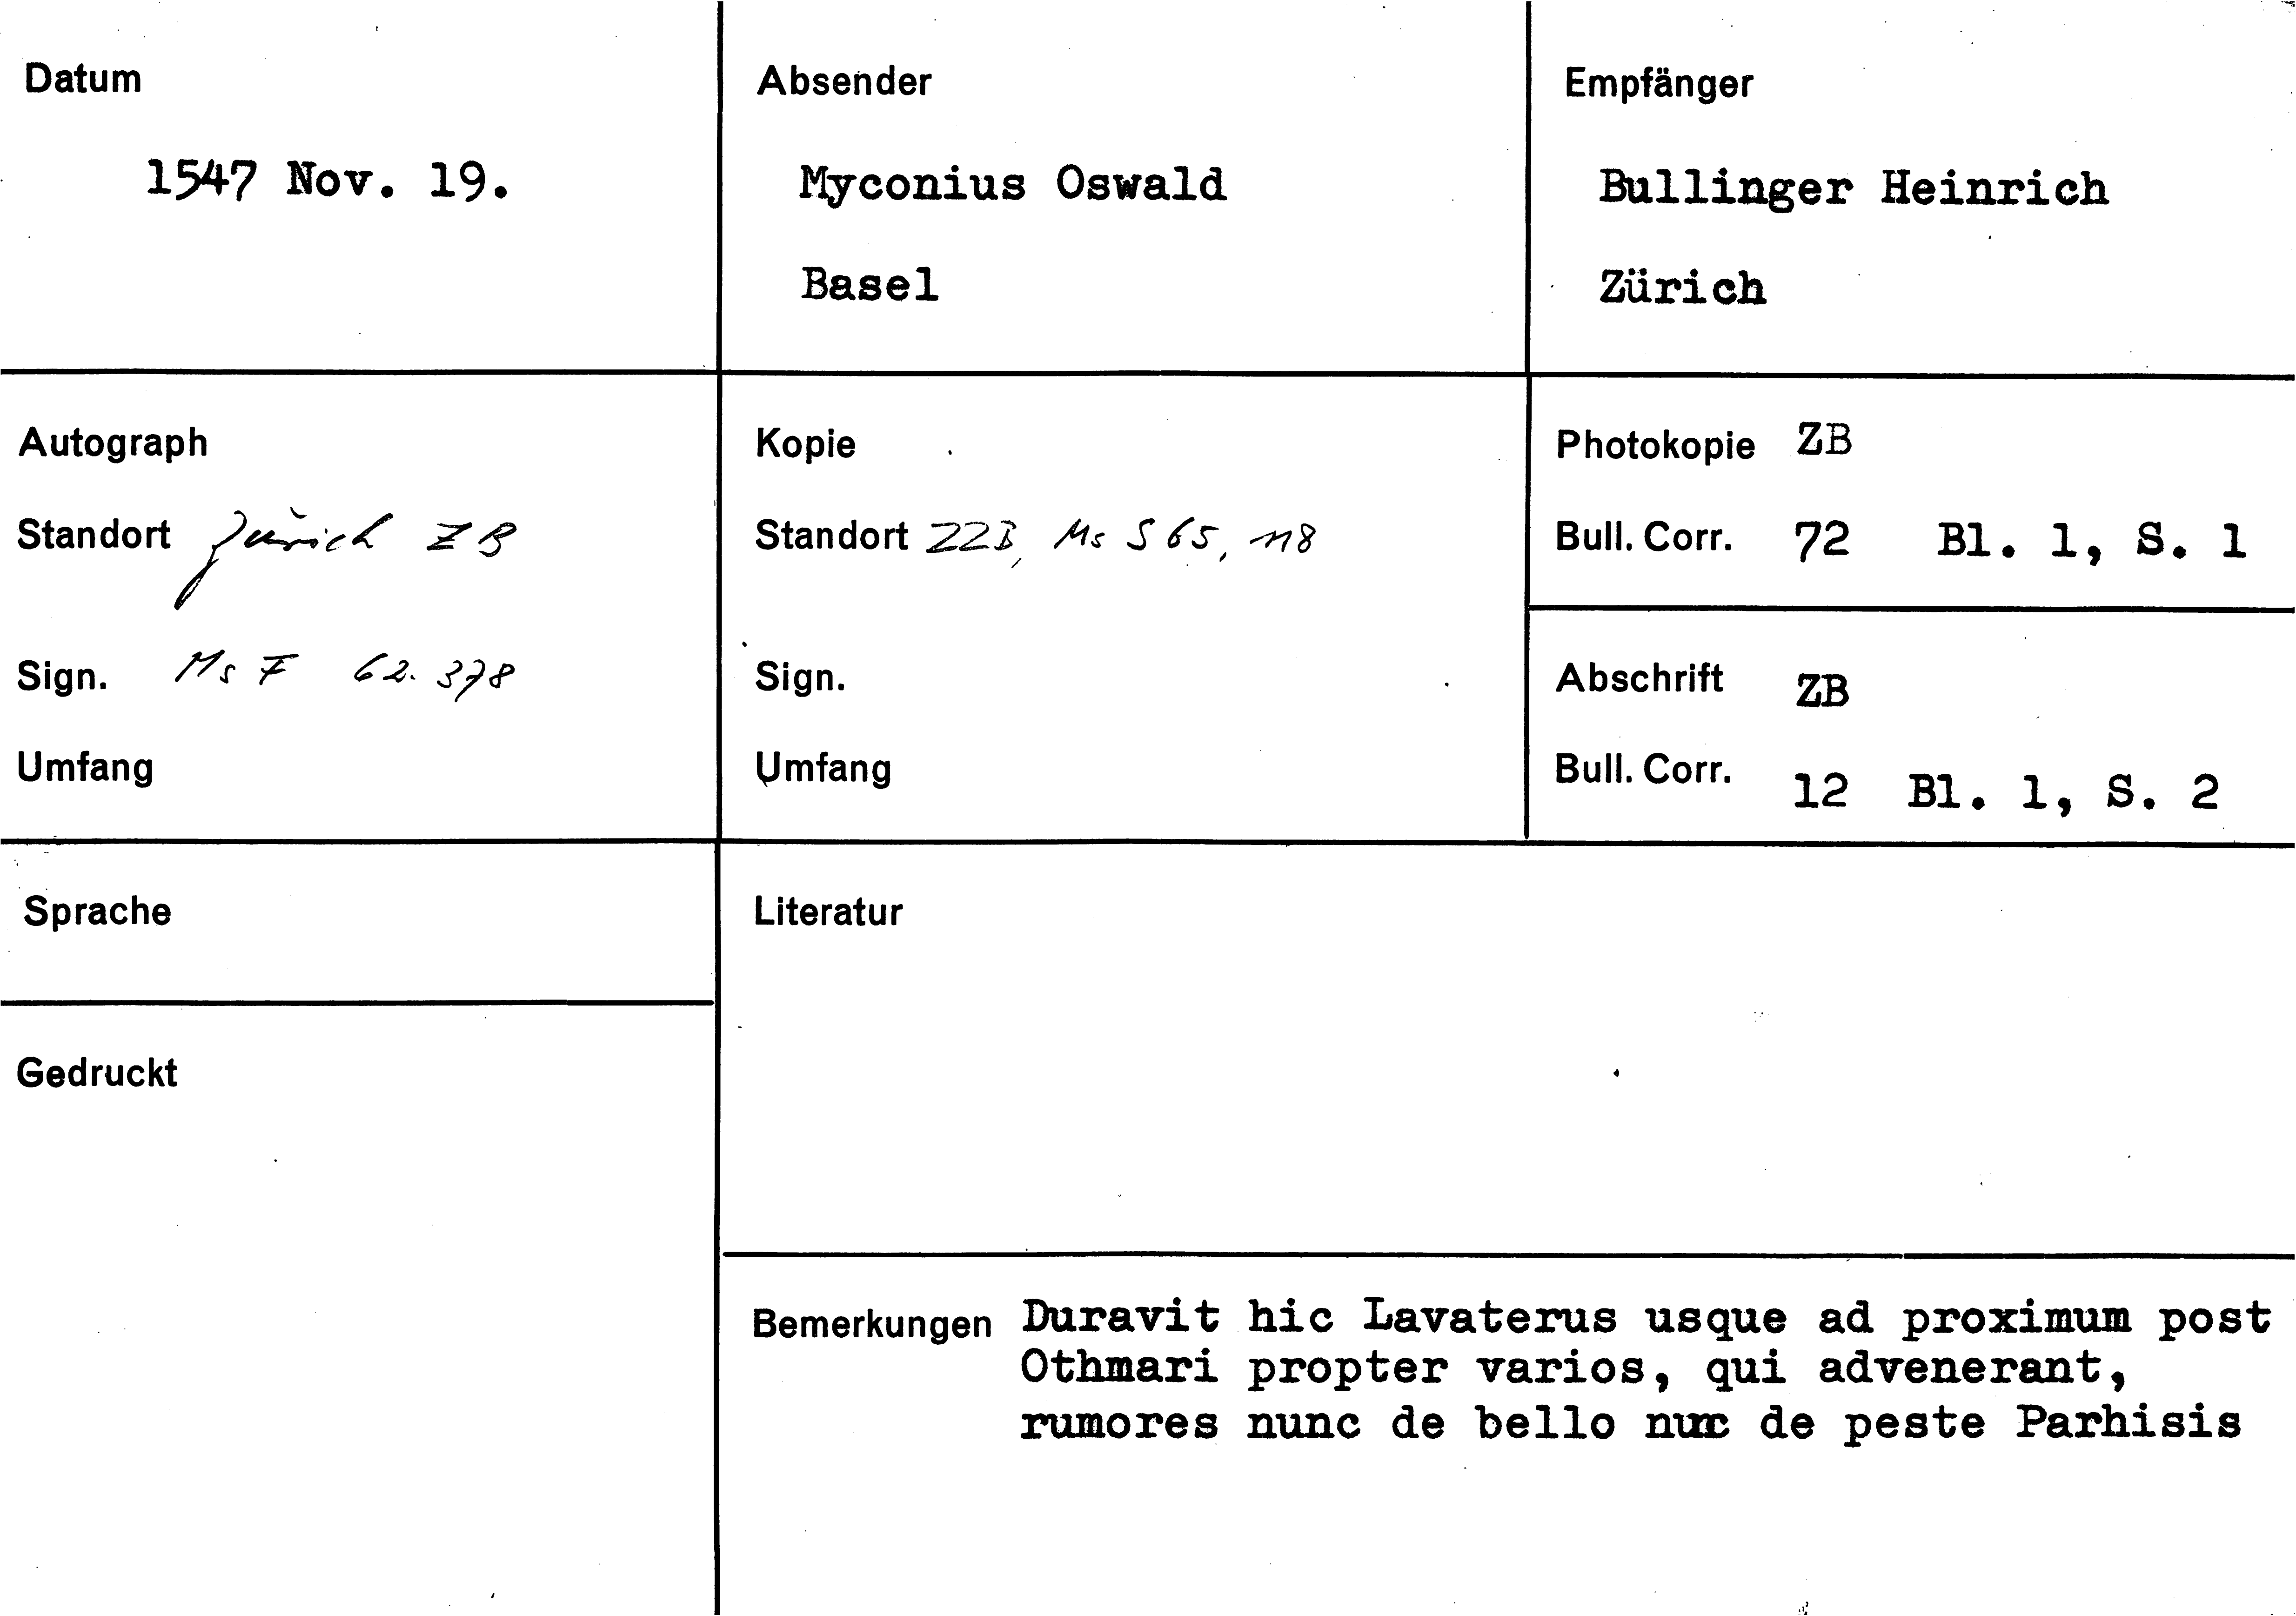 Datum
1547 Nov. 19.
Absender
Myconius Oswald
Basel
Empfänger
Bullinger Heinrich
Zürich
Autograph
Standort Zürich ZB
Sign. Ms F 62.378
Umfang
Kopie
Standort ZZB, Ms S 65, 118
Sign.
Umfang
Photokopie ZB
Bull. Corr. 72 Bl. 1, S. 1
Abschrift ZB
Bull. Corr. 12 Bl. 1, S. 2
Sprache
Gedruckt
Literatur
Bemerkungen Duravit hic Lavaterus usque ad proximum post
Othmari propter varios, qui advenerant,
rumores nunc de bello nunc de peste Parhisis